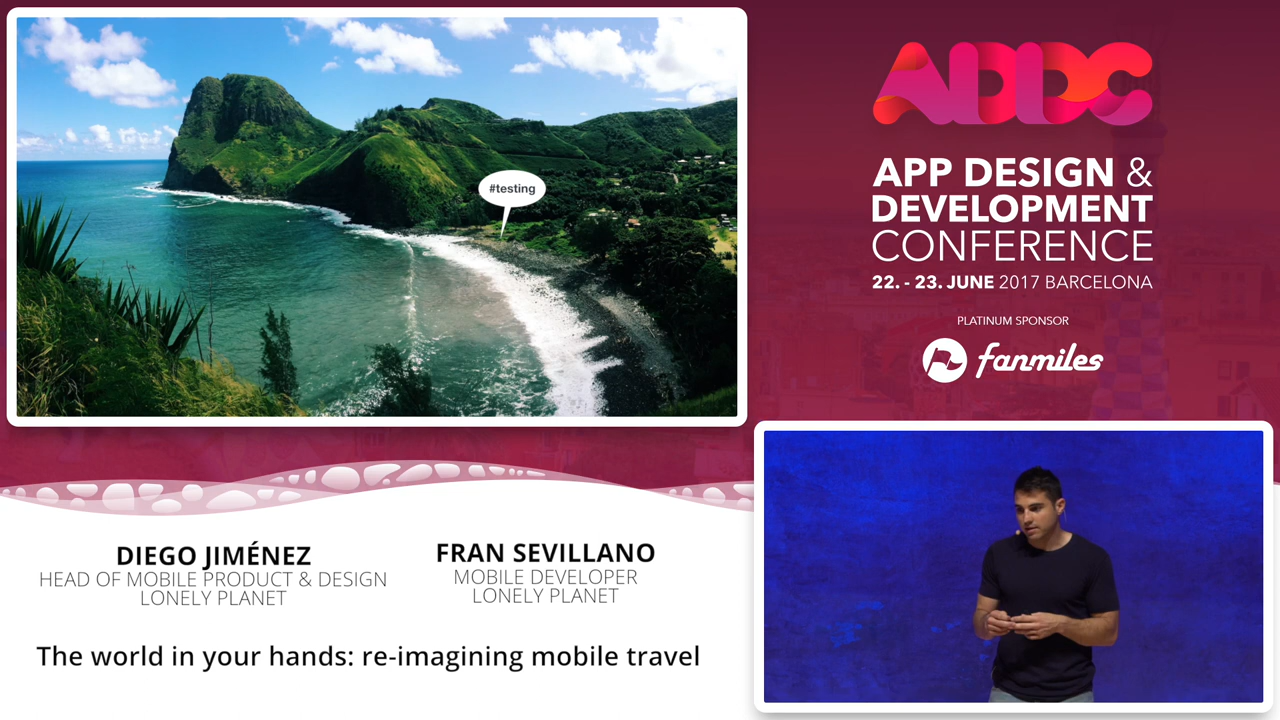 #testing
ADDC
APP DESIGN &
DEVELOPMENT
CONFERENCE
22. - 23. JUNE 2017 BARCELONA
PLATINUM SPONSOR
fanmiles
DIEGO JIMÉNEZ
HEAD OF MOBILE PRODUCT & DESIGN
LONELY PLANET
FRAN SEVILLANO
MOBILE DEVELOPER
LONELY PLANET
The world in your hands: re-imagining mobile travel